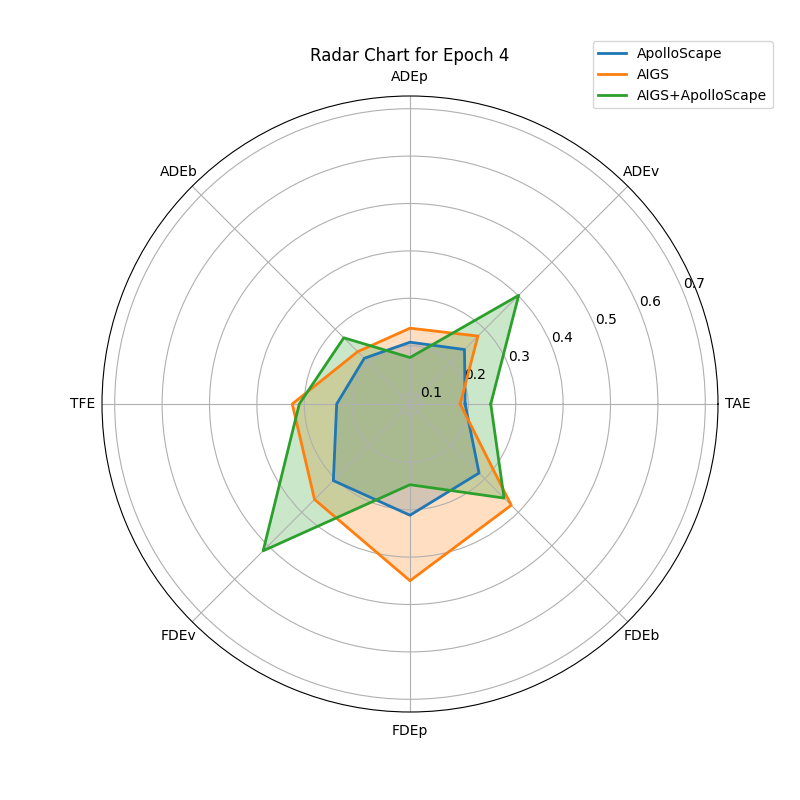 Radar Chart for Epoch 4
ApolloScape
AIGS
AIGS+ApolloScape
ADEp
ADEb
ADEv
0.7
0.6
0.5
0.4
0.3
0.2
0.1
TFE
TAE
FDEv
FDEb
FDEp